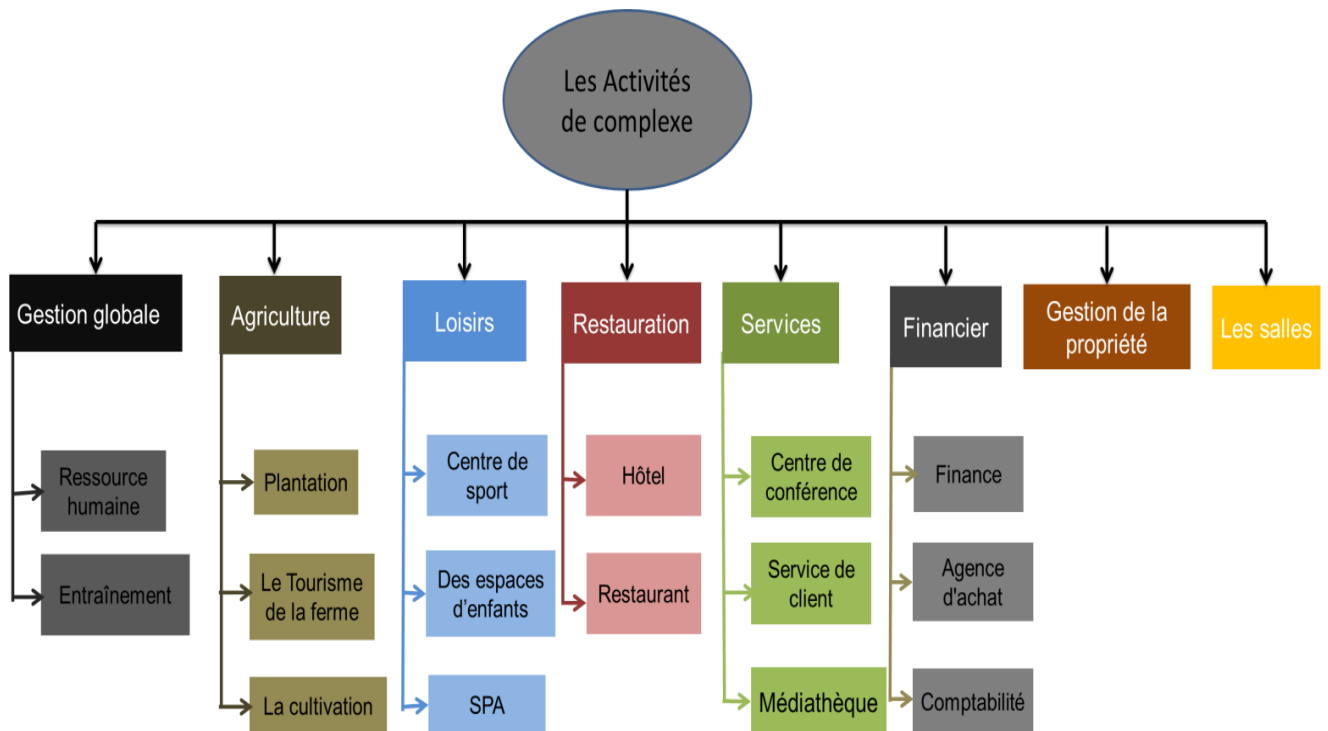 Les Activités
de complexe
Gestion globale
Agriculture
Loisirs
Restauration
Services
Financier
Gestion de la
propriété
Les salles
Ressource
humaine
Entraînement
Plantation
Le Tourisme
de la ferme
La cultivation
Centre de
sport
Des espaces
d’enfants
SPA
Hôtel
Restaurant
Centre de
conférence
Service de
client
Médiathèque
Finance
Agence
d'achat
Comptabilité